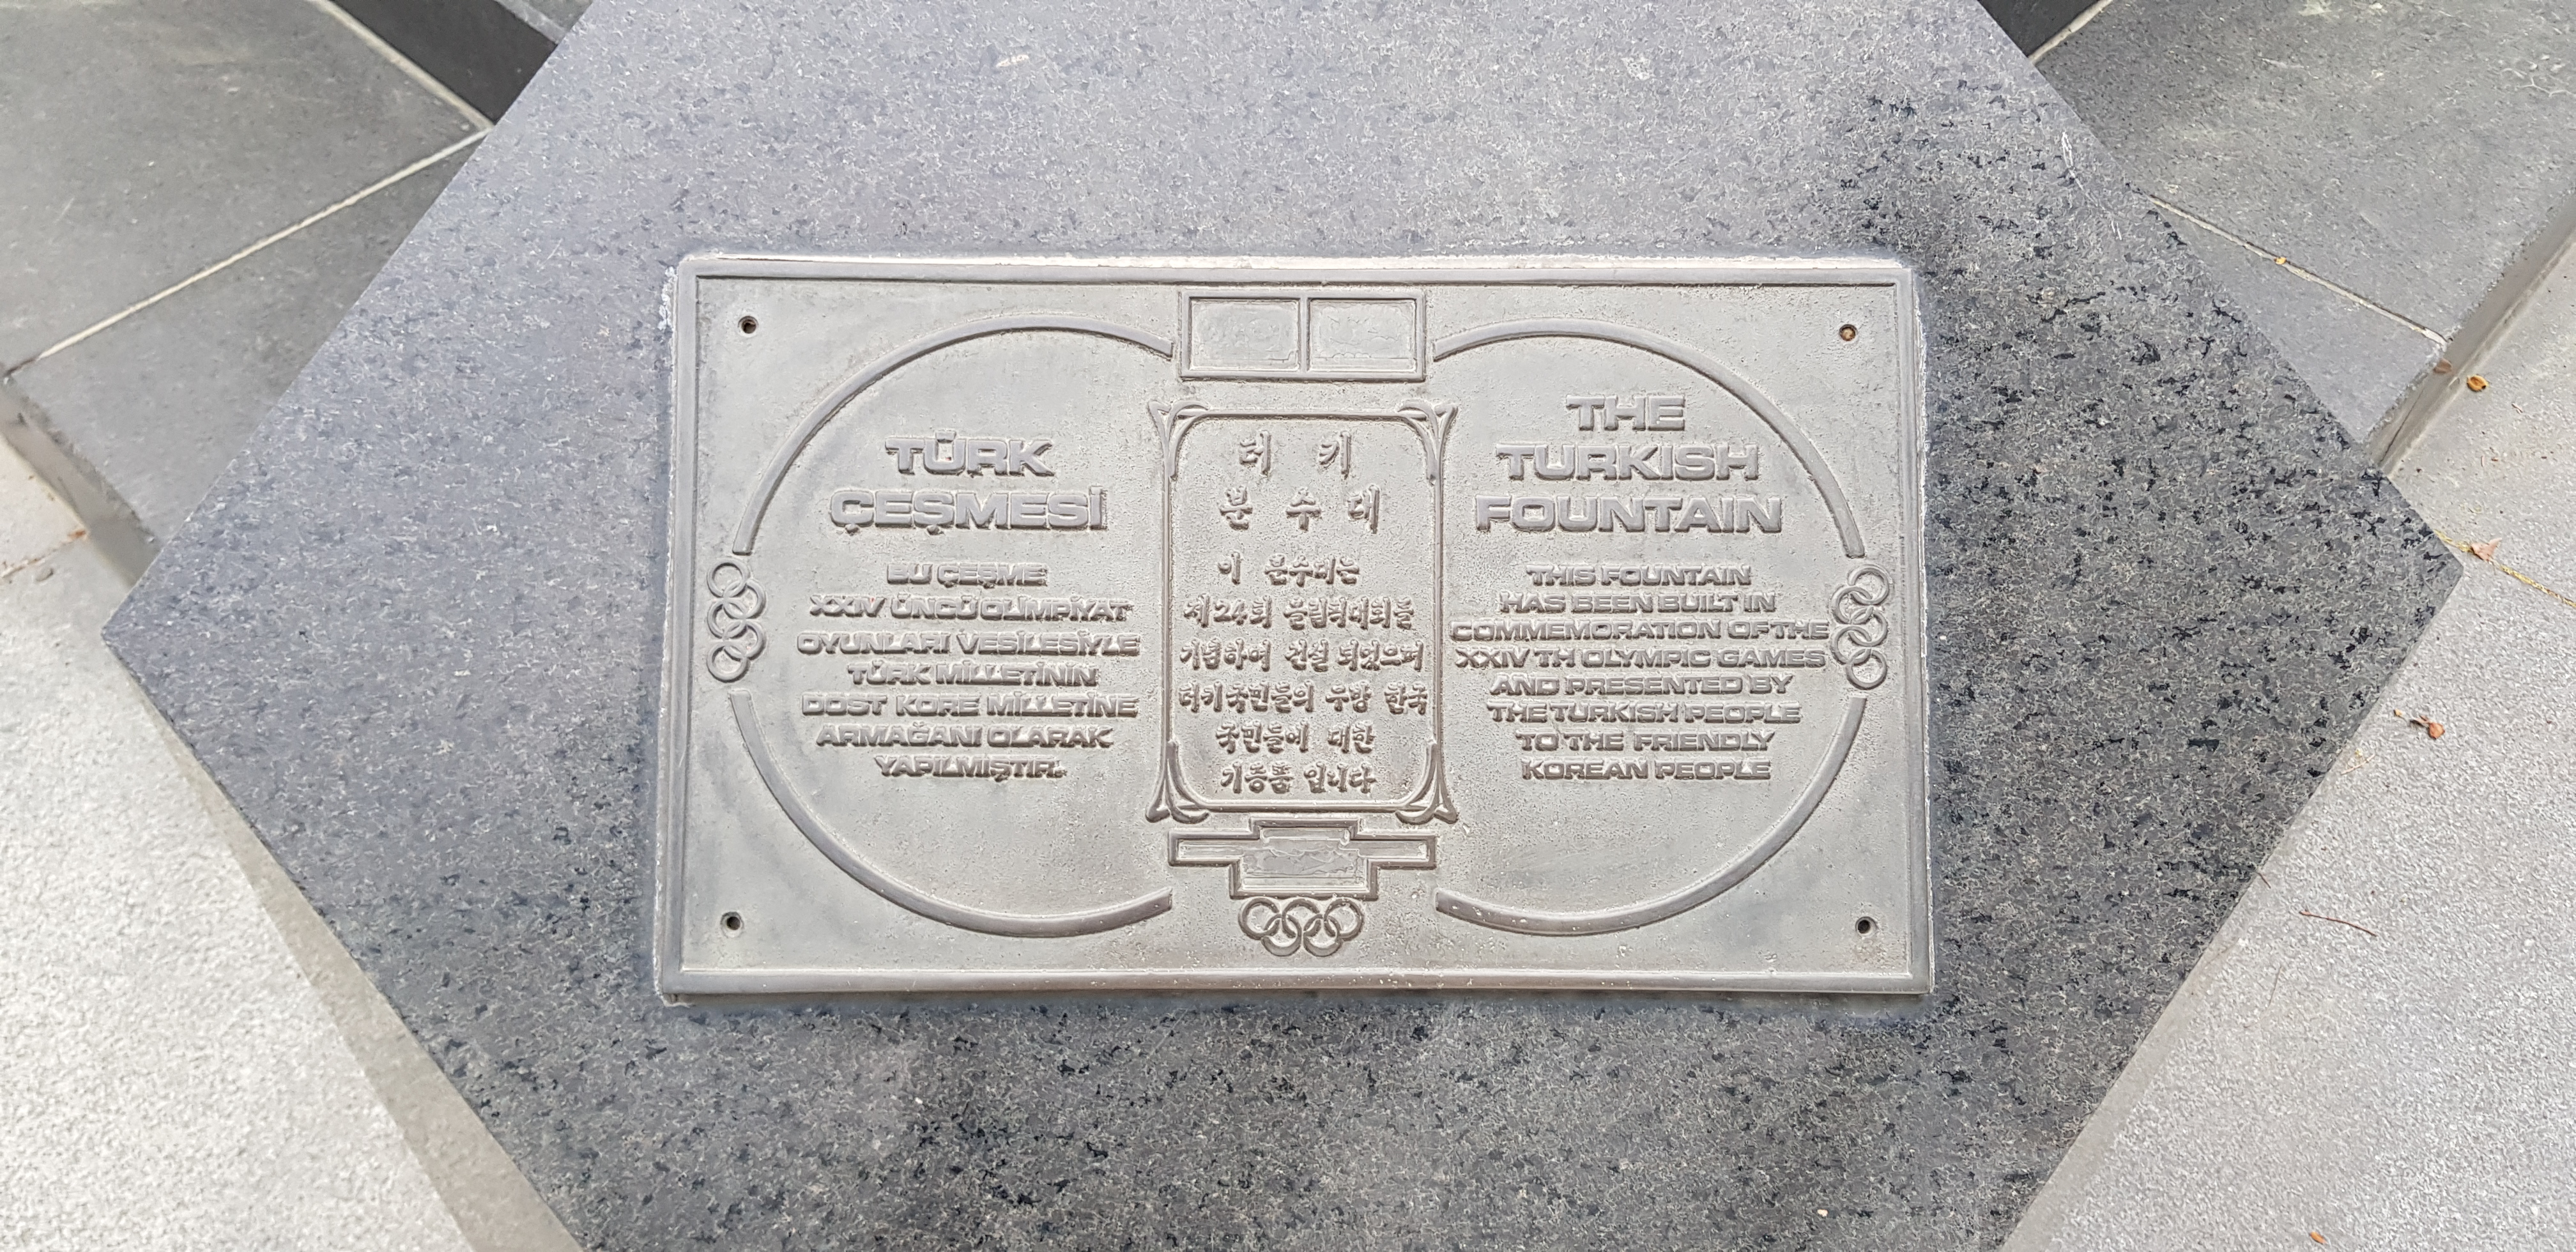 TÜRK
ÇEŞMESİ
BU ÇEŞME
XXIV ÜNCÜ OLİMPİYAT
OYUNLARI VESİLESİYLE
TÜRK MİLLETİNİN
DOST KORE MİLLETİNE
ARMAĞANI OLARAK
YAPILMIŞTIR.
터 키
분 수 대
이 분수대는
제24회 올림픽대회를
기념하여 건설 되었으며
터키국민들의 우방 한국
국민들에 대한
기증품 입니다
THE
TURKISH
FOUNTAIN
THIS FOUNTAIN
HAS BEEN BUILT IN
COMMEMORATION OF THE
XXIV TH OLYMPIC GAMES
AND PRESENTED BY
THE TURKISH PEOPLE
TO THE FRIENDLY
KOREAN PEOPLE